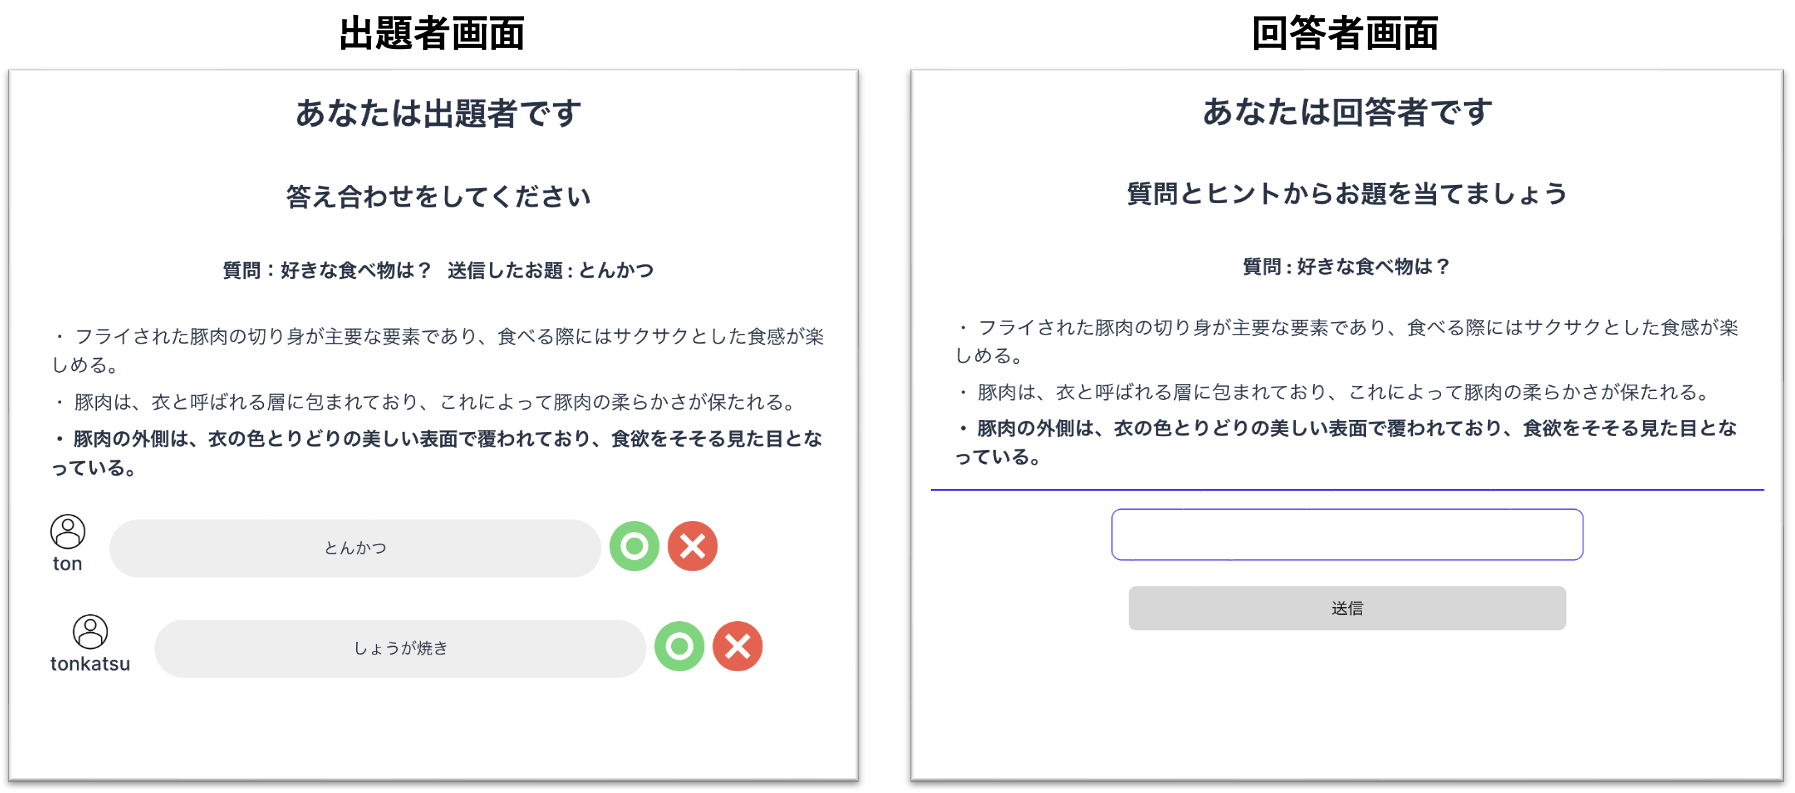 出題者画面
あなたは出題者です
答え合わせをしてください
質問：好きな食べ物は？ 送信したお題 : とんかつ
・ フライされた豚肉の切り身が主要な要素であり、食べる際にはサクサクとした食感が楽
しめる。
・ 豚肉は、衣と呼ばれる層に包まれており、これによって豚肉の柔らかさが保たれる。
・ 豚肉の外側は、衣の色とりどりの美しい表面で覆われており、食欲をそそる見た目とな
っている。
ton
とんかつ
tonkatsu
しょうが焼き
回答者画面
あなたは回答者です
質問とヒントからお題を当てましょう
質問 : 好きな食べ物は？
・ フライされた豚肉の切り身が主要な要素であり、食べる際にはサクサクとした食感が楽
しめる。
・ 豚肉は、衣と呼ばれる層に包まれており、これによって豚肉の柔らかさが保たれる。
・ 豚肉の外側は、衣の色とりどりの美しい表面で覆われており、食欲をそそる見た目とな
っている。
送信